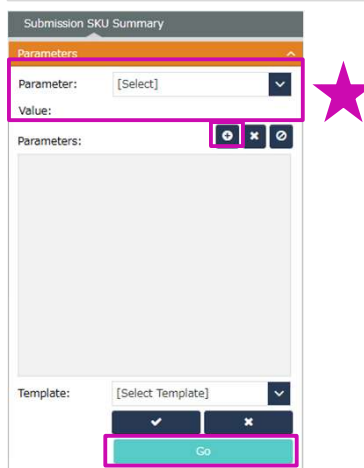 Submission SKU Summary
Parameters
Parameter: [Select]
Value:
Parameters:
Template: [Select Template]
Go